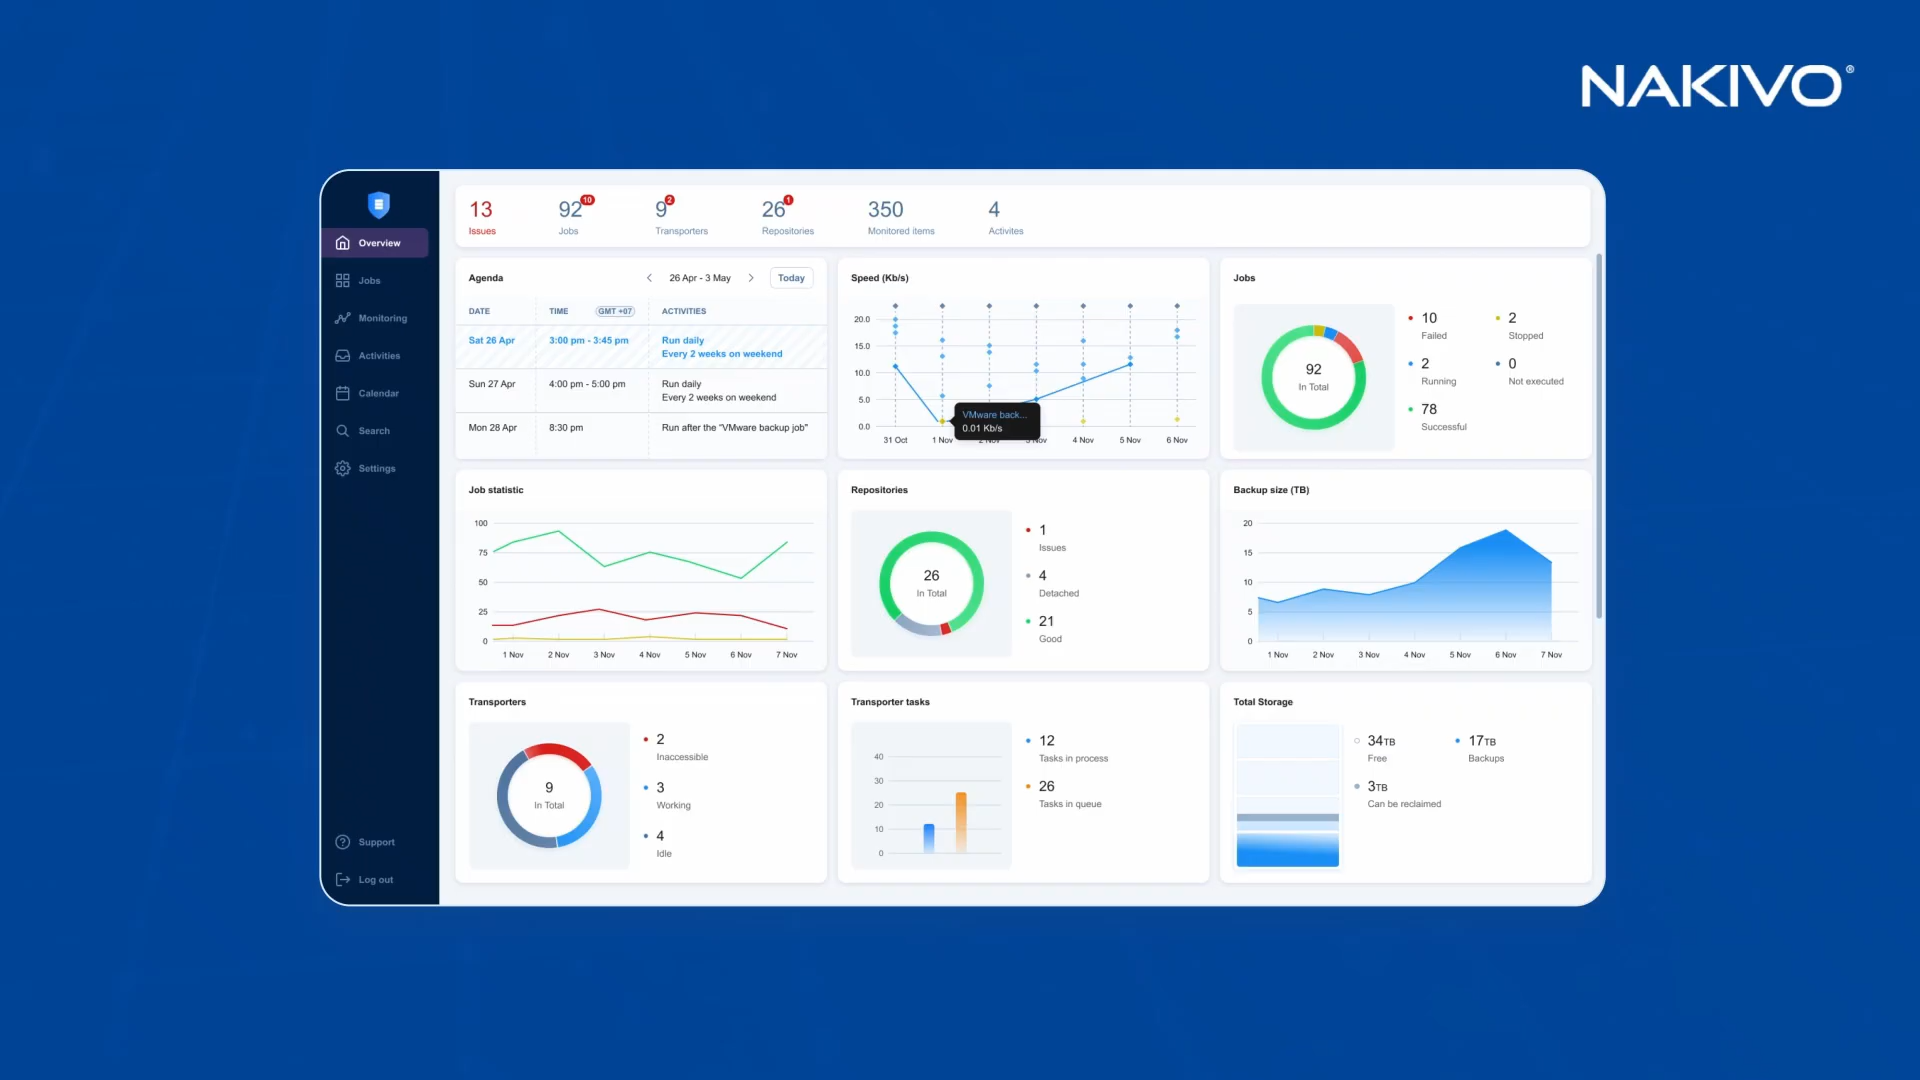 NAKIVO®
13
Issues
92 10
Jobs
9 2
Transporters
26 1
Repositories
350
Monitored items
4
Activites
Overview
Jobs
Monitoring
Activities
Calendar
Search
Settings
Support
Log out
Agenda
26 Apr - 3 May
Today
DATE TIME GMT +07 ACTIVITIES
Sat 26 Apr 3:00 pm - 3:45 pm Run daily
Every 2 weeks on weekend
Sun 27 Apr 4:00 pm - 5:00 pm Run daily
Every 2 weeks on weekend
Mon 28 Apr 8:30 pm Run after the "VMware backup job"
Speed (Kb/s)
20.0
15.0
10.0
5.0
0.0
VMware back...
0.01 Kb/s
31 Oct 1 Nov 2 Nov 3 Nov 4 Nov 5 Nov 6 Nov
Jobs
92
In Total
10
Failed
2
Stopped
2
Running
0
Not executed
78
Successful
Job statistic
100
75
50
25
0
1 Nov 2 Nov 3 Nov 4 Nov 5 Nov 6 Nov 7 Nov
Repositories
26
In Total
1
Issues
4
Detached
21
Good
Backup size (TB)
20
15
10
5
0
1 Nov 2 Nov 3 Nov 4 Nov 5 Nov 6 Nov 7 Nov
Transporters
9
In Total
2
Inaccessible
3
Working
4
Idle
Transporter tasks
40
30
20
10
0
12
Tasks in process
26
Tasks in queue
Total Storage
34TB
Free
17TB
Backups
3TB
Can be reclaimed